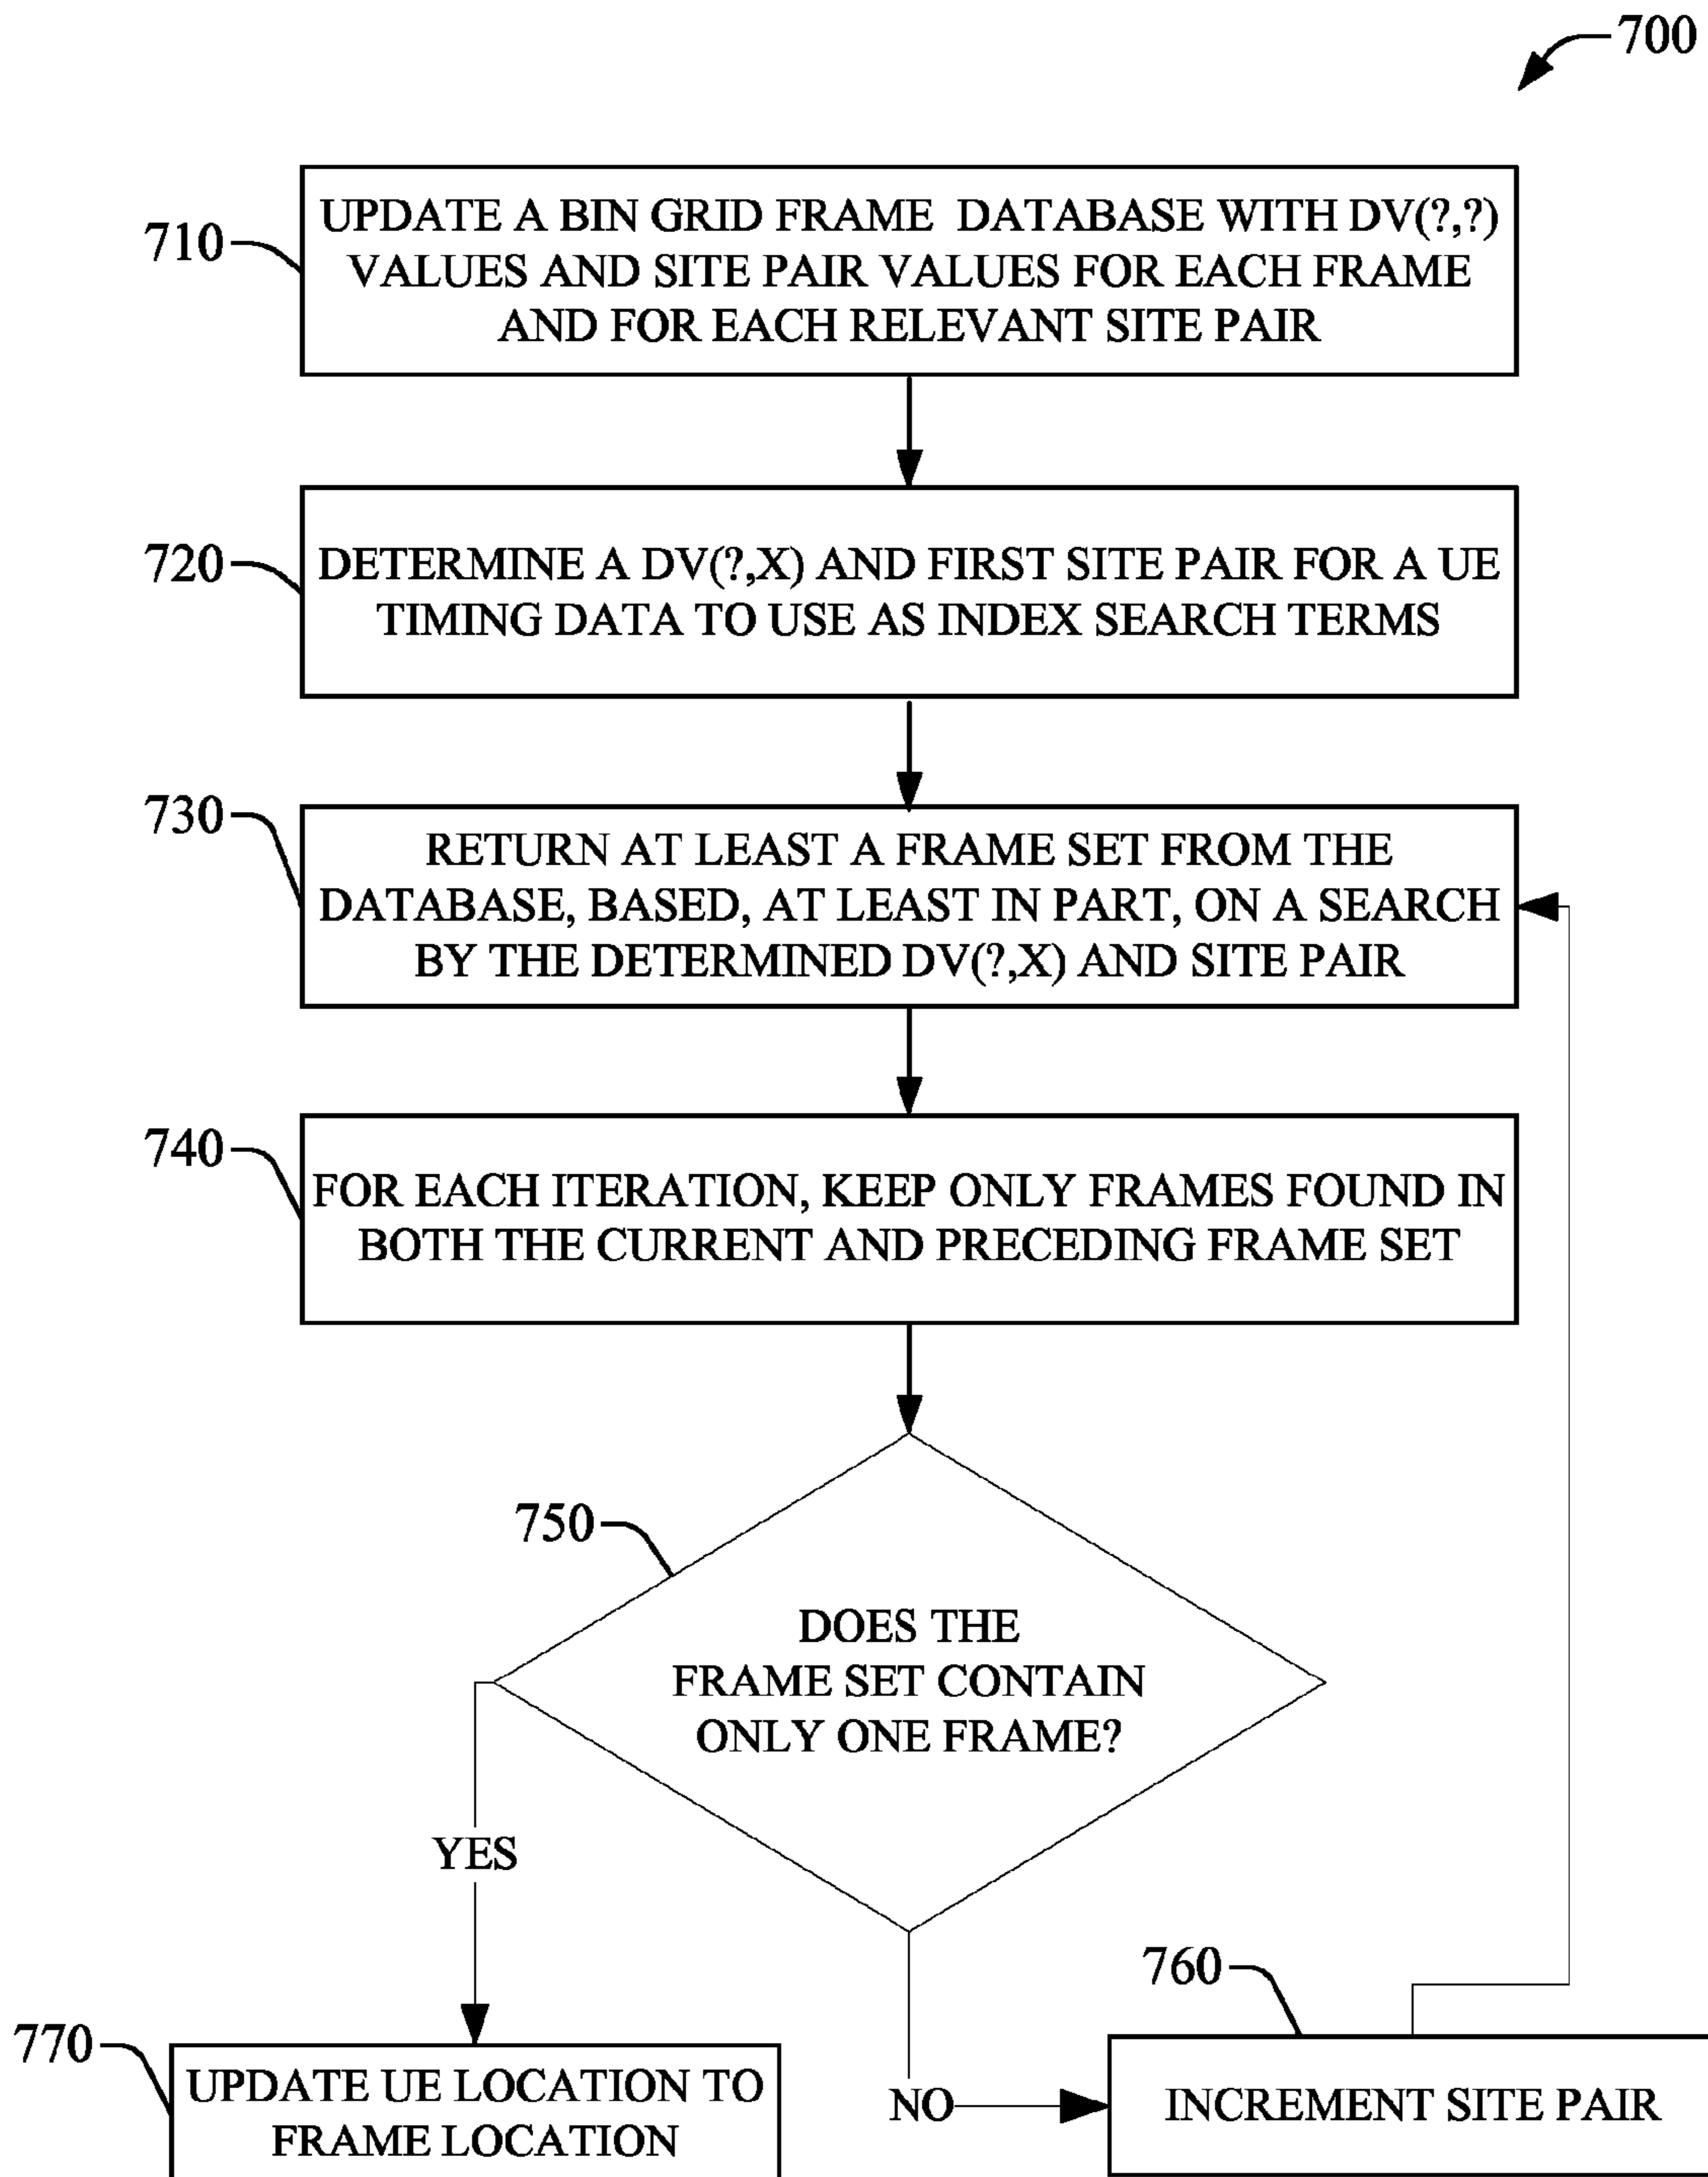 700
710
UPDATE A BIN GRID FRAME DATABASE WITH DV(?,?)
VALUES AND SITE PAIR VALUES FOR EACH FRAME
AND FOR EACH RELEVANT SITE PAIR
720
DETERMINE A DV(?,X) AND FIRST SITE PAIR FOR A UE
TIMING DATA TO USE AS INDEX SEARCH TERMS
730
RETURN AT LEAST A FRAME SET FROM THE
DATABASE, BASED, AT LEAST IN PART, ON A SEARCH
BY THE DETERMINED DV(?,X) AND SITE PAIR
740
FOR EACH ITERATION, KEEP ONLY FRAMES FOUND IN
BOTH THE CURRENT AND PRECEDING FRAME SET
750
DOES THE
FRAME SET CONTAIN
ONLY ONE FRAME?
YES
760
770
UPDATE UE LOCATION TO
FRAME LOCATION
NO
INCREMENT SITE PAIR